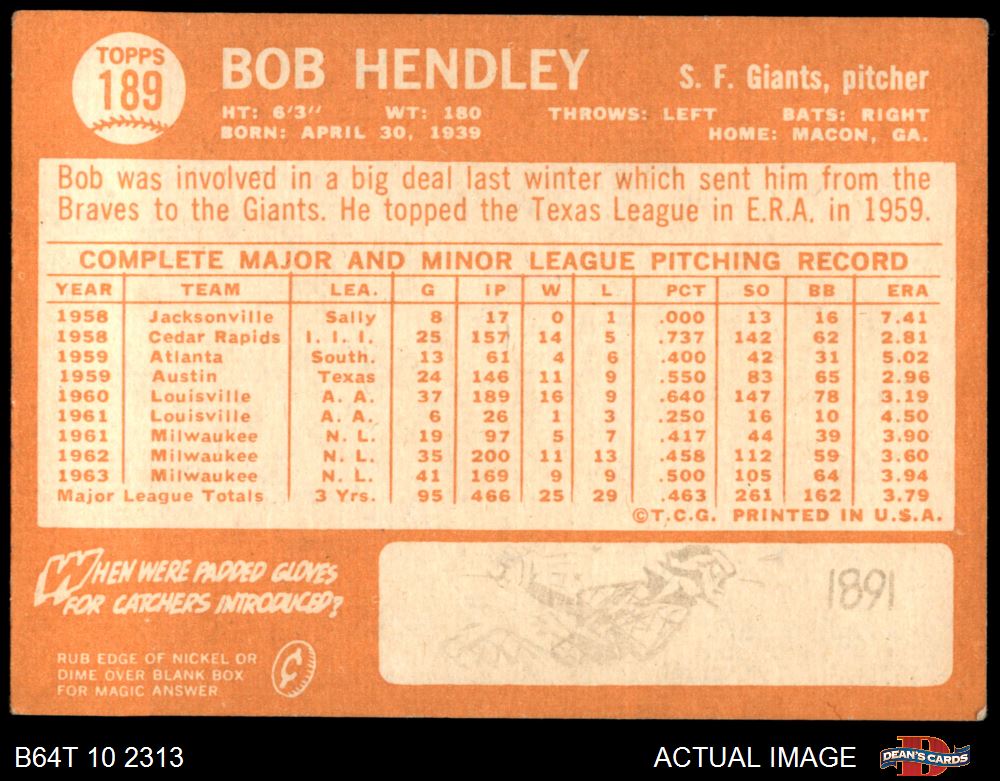 TOPPS
189
BOB HENDLEY
S. F. Giants, pitcher
HT: 6'3" WT: 180 THROWS: LEFT BATS: RIGHT
BORN: APRIL 30, 1939 HOME: MACON, GA.
Bob was involved in a big deal last winter which sent him from the
Braves to the Giants. He topped the Texas League in E.R.A. in 1959.
COMPLETE MAJOR AND MINOR LEAGUE PITCHING RECORD
YEAR TEAM LEA. G IP W L PCT SO BB ERA
1958 Jacksonville Sally 8 17 0 1 .000 13 16 7.41
1958 Cedar Rapids I. I. I. 25 157 14 5 .737 142 62 2.81
1959 Atlanta South. 13 61 4 6 .400 42 31 5.02
1959 Austin Texas 24 146 11 9 .550 83 65 2.96
1960 Louisville A. A. 37 189 16 9 .640 147 78 3.19
1961 Louisville A. A. 6 26 1 3 .250 16 10 4.50
1961 Milwaukee N. L. 19 97 5 7 .417 44 39 3.90
1962 Milwaukee N. L. 35 200 11 13 .458 112 59 3.60
1963 Milwaukee N. L. 41 169 9 9 .500 105 64 3.94
Major League Totals 3 Yrs. 95 466 25 29 .463 261 162 3.79
©T.C.G. PRINTED IN U.S.A.
WHEN WERE PADDED GLOVES
FOR CATCHERS INTRODUCED?
1891
RUB EDGE OF NICKEL OR
DIME OVER BLANK BOX
FOR MAGIC ANSWER
B64T 10 2313 ACTUAL IMAGE
DEAN'S CARDS